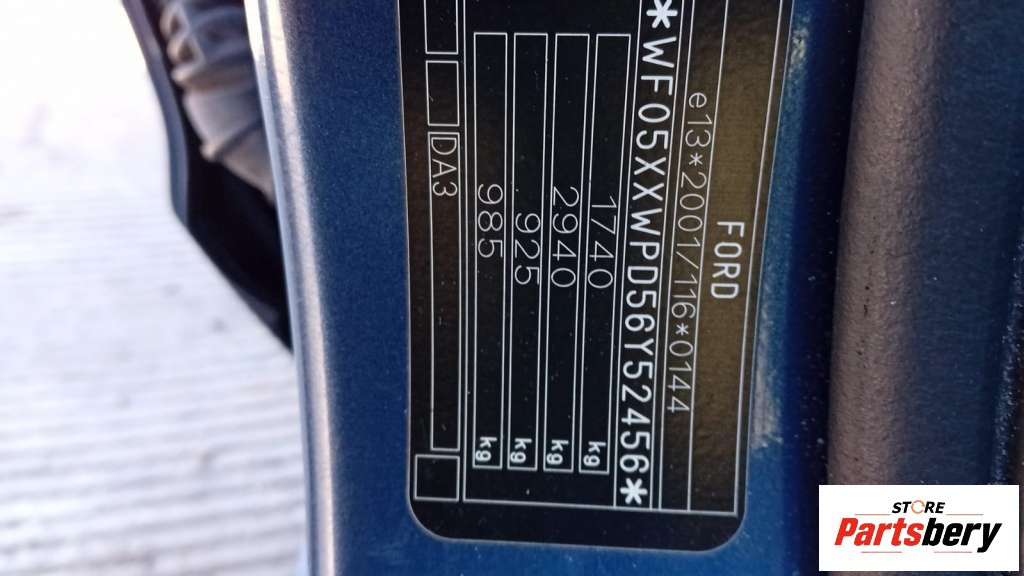 FORD
e13*2001/116*0144
*WF05XXWPD56Y52456*
1740 kg
2940 kg
925 kg
985 kg
DA3
STORE
Partsbery